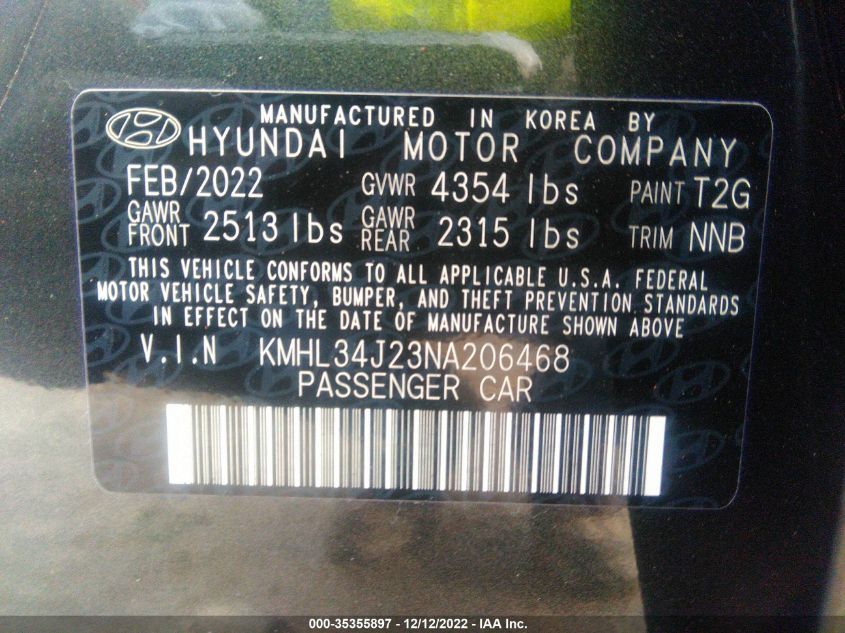 MANUFACTURED IN KOREA BY
HYUNDAI MOTOR COMPANY
FEB/2022 GVWR 4354 lbs PAINT T2G
GAWR FRONT 2513 lbs GAWR REAR 2315 lbs TRIM NNB
THIS VEHICLE CONFORMS TO ALL APPLICABLE U.S.A. FEDERAL
MOTOR VEHICLE SAFETY, BUMPER, AND THEFT PREVENTION STANDARDS
IN EFFECT ON THE DATE OF MANUFACTURE SHOWN ABOVE
V.I.N KMHL34J23NA206468
PASSENGER CAR
000-35355897 - 12/12/2022 - IAA Inc.